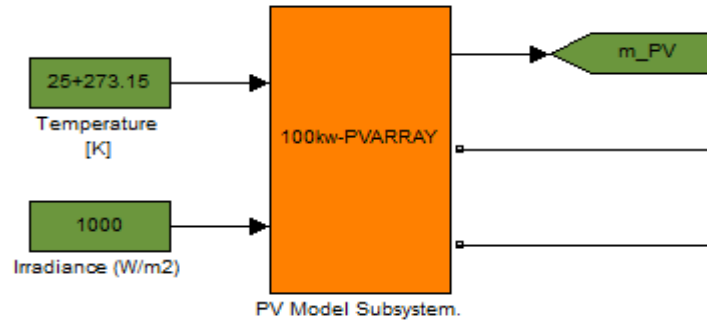 25+273.15
Temperature
[K]
1000
Irradiance (W/m2)
100kw-PVARRAY
PV Model Subsystem.
m_PV